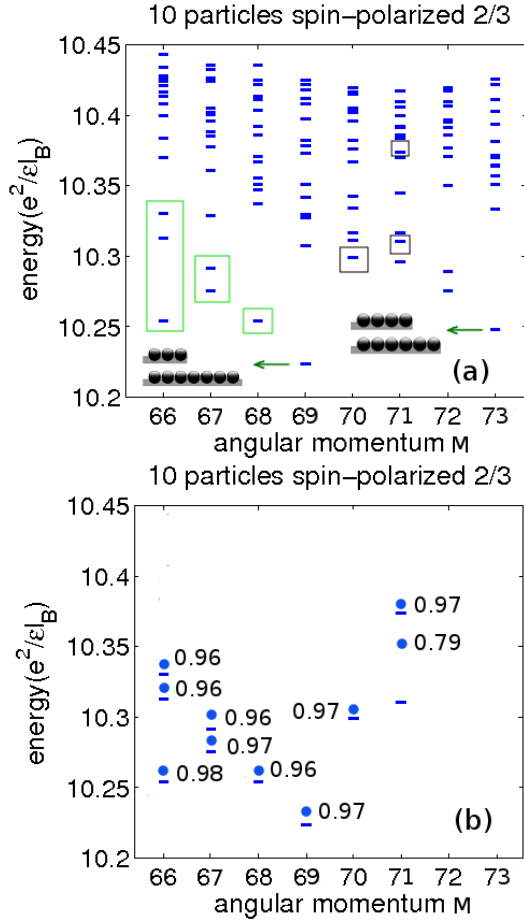 10 particles spin-polarized 2/3
10.45
10.4
10.35
10.3
10.25
10.2
energy(e²/εl_B)
(a)
66 67 68 69 70 71 72 73
angular momentum M
10 particles spin-polarized 2/3
10.45
10.4
10.35
10.3
10.25
10.2
energy(e²/εl_B)
0.97
0.79
0.96
0.96
0.96
0.97
0.97
0.98
0.96
0.97
(b)
66 67 68 69 70 71 72 73
angular momentum M